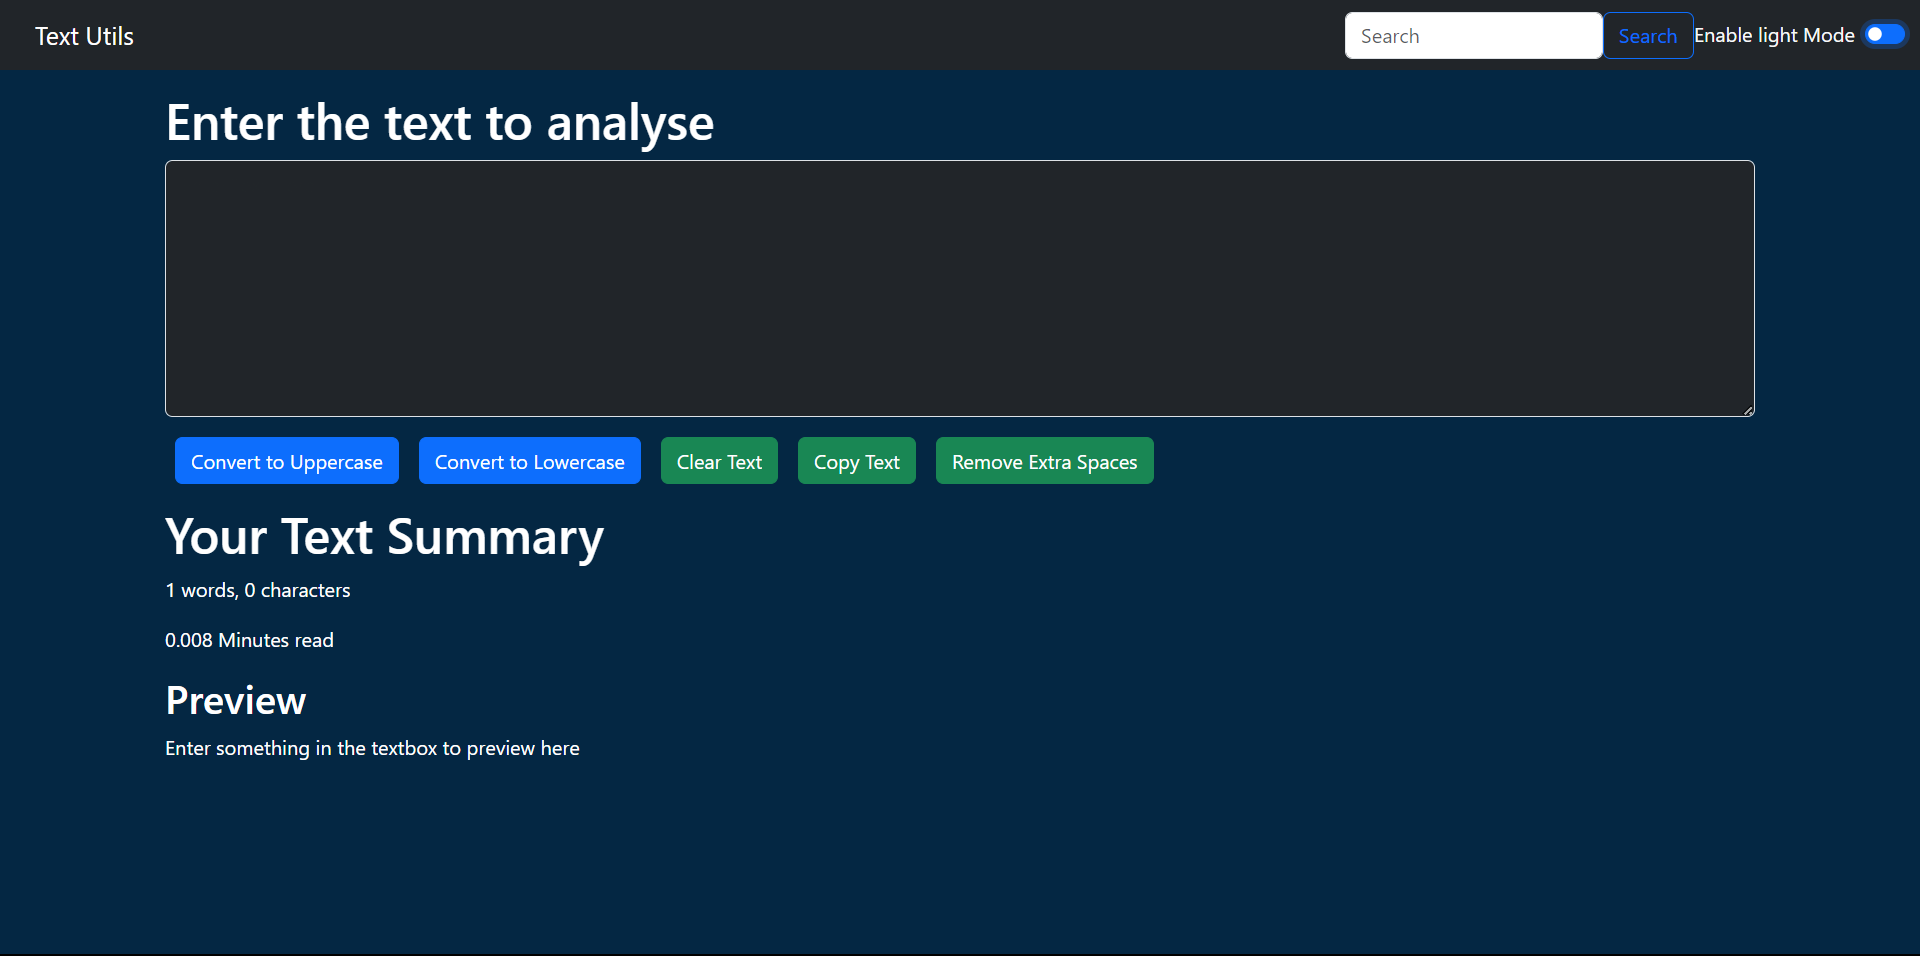 Text Utils
Search Search Enable light Mode
Enter the text to analyse
Convert to Uppercase Convert to Lowercase Clear Text Copy Text Remove Extra Spaces
Your Text Summary
1 words, 0 characters
0.008 Minutes read
Preview
Enter something in the textbox to preview here